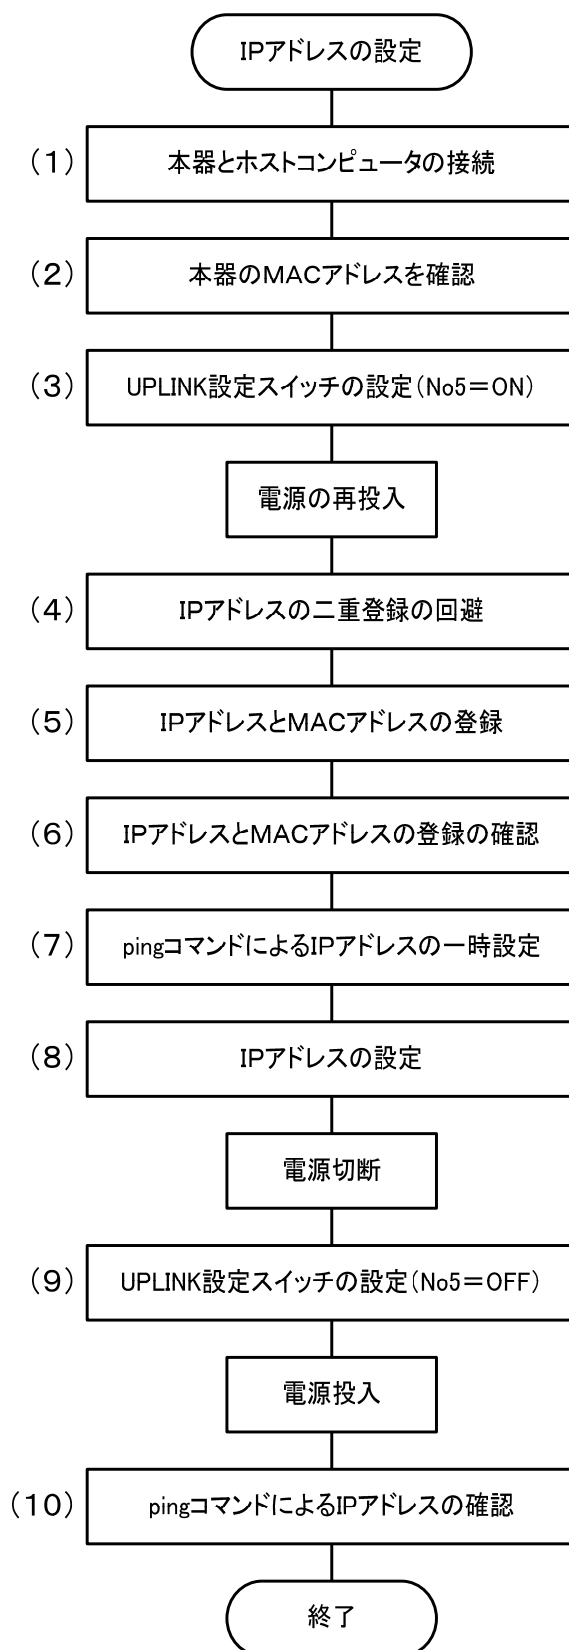 IPアドレスの設定
(1) 本器とホストコンピュータの接続
(2) 本器のMACアドレスを確認
(3) UPLINK設定スイッチの設定(No5=ON)
電源の再投入
(4) IPアドレスの二重登録の回避
(5) IPアドレスとMACアドレスの登録
(6) IPアドレスとMACアドレスの登録の確認
(7) pingコマンドによるIPアドレスの一時設定
(8) IPアドレスの設定
電源切断
(9) UPLINK設定スイッチの設定(No5=OFF)
電源投入
(10) pingコマンドによるIPアドレスの確認
終了